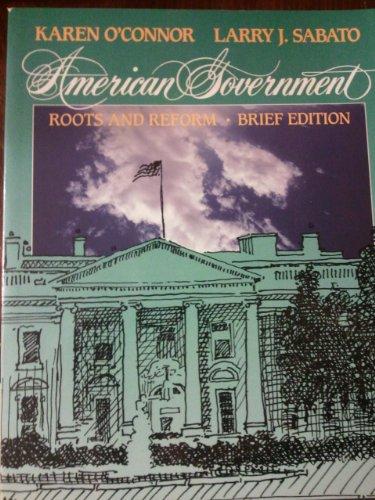 KAREN O'CONNOR LARRY J. SABATO
American Government
ROOTS AND REFORM • BRIEF EDITION